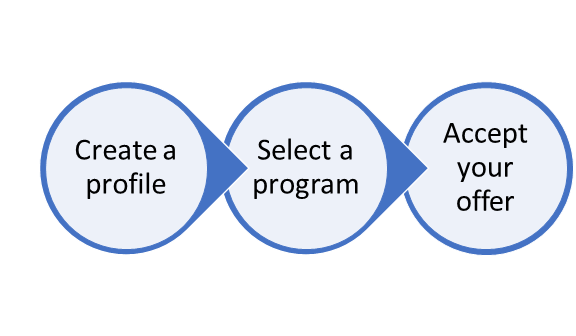 Create a
profile
Select a
program
Accept
your
offer